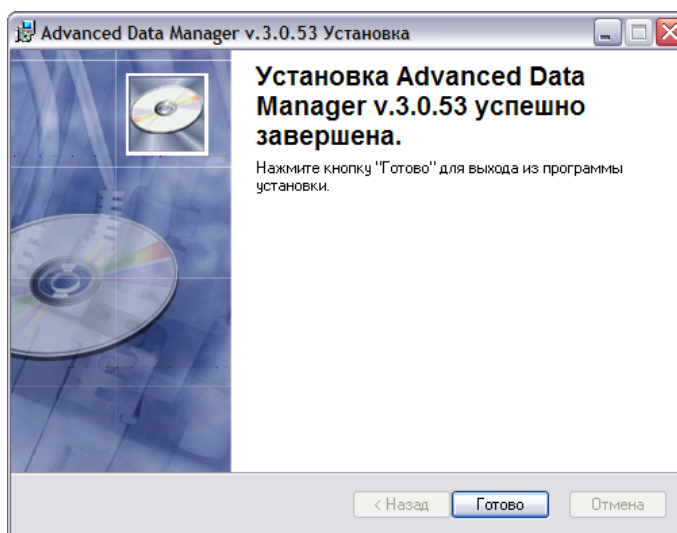 Advanced Data Manager v.3.0.53 Установка
Установка Advanced Data
Manager v.3.0.53 успешно
завершена.
Нажмите кнопку "Готово" для выхода из программы
установки.
< Назад Готово Отмена